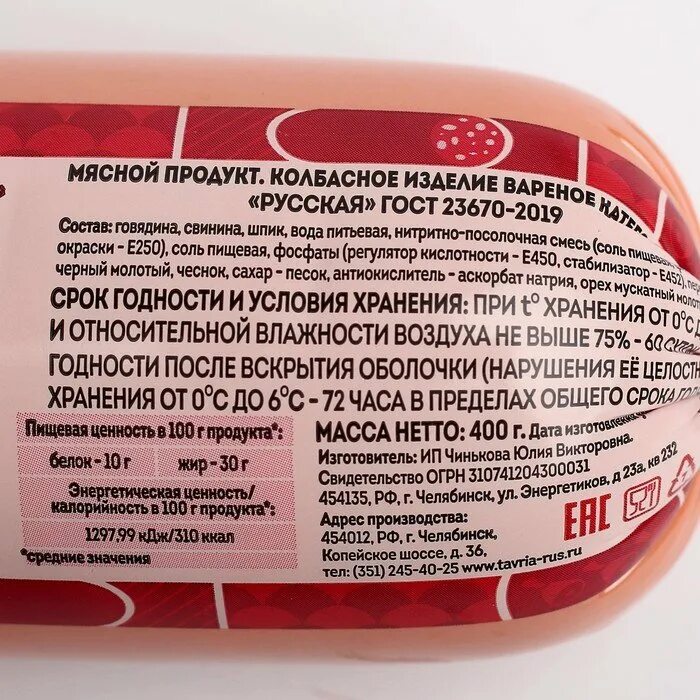 МЯСНОЙ ПРОДУКТ. КОЛБАСНОЕ ИЗДЕЛИЕ ВАРЕНОЕ
«РУССКАЯ» ГОСТ 23670-2019
Состав: говядина, свинина, шпик, вода питьевая, нитритно-посолочная смесь (соль
окраски - Е250), соль пищевая, фосфаты (регулятор кислотности - Е450, стабилизатор - Е452),
черный молотый, чеснок, сахар - песок, антиокислитель - аскорбат натрия, орех мускатный
СРОК ГОДНОСТИ И УСЛОВИЯ ХРАНЕНИЯ: ПРИ t° ХРАНЕНИЯ ОТ 0°С
И ОТНОСИТЕЛЬНОЙ ВЛАЖНОСТИ ВОЗДУХА НЕ ВЫШЕ 75% - 60
ГОДНОСТИ ПОСЛЕ ВСКРЫТИЯ ОБОЛОЧКИ (НАРУШЕНИЯ ЕЁ
ХРАНЕНИЯ ОТ 0°С ДО 6°С - 72 ЧАСА В ПРЕДЕЛАХ ОБЩЕГО СРОКА
Пищевая ценность в 100 г продукта*:
белок - 10 г жир - 30 г
Энергетическая ценность/
калорийность в 100 г продукта*:
1297,99 кДж/310 ккал
*средние значения
МАССА НЕТТО: 400 г. Дата изготовления
Изготовитель: ИП Чинькова Юлия Викторовна.
Свидетельство ОГРН 310741204300031
454135, РФ, г. Челябинск, ул. Энергетиков, д 23а, кв 232
Адрес производства:
454012, РФ, г. Челябинск,
Копейское шоссе, д. 36.
тел: (351) 245-40-25 www.tavria-rus.ru
ЕАС